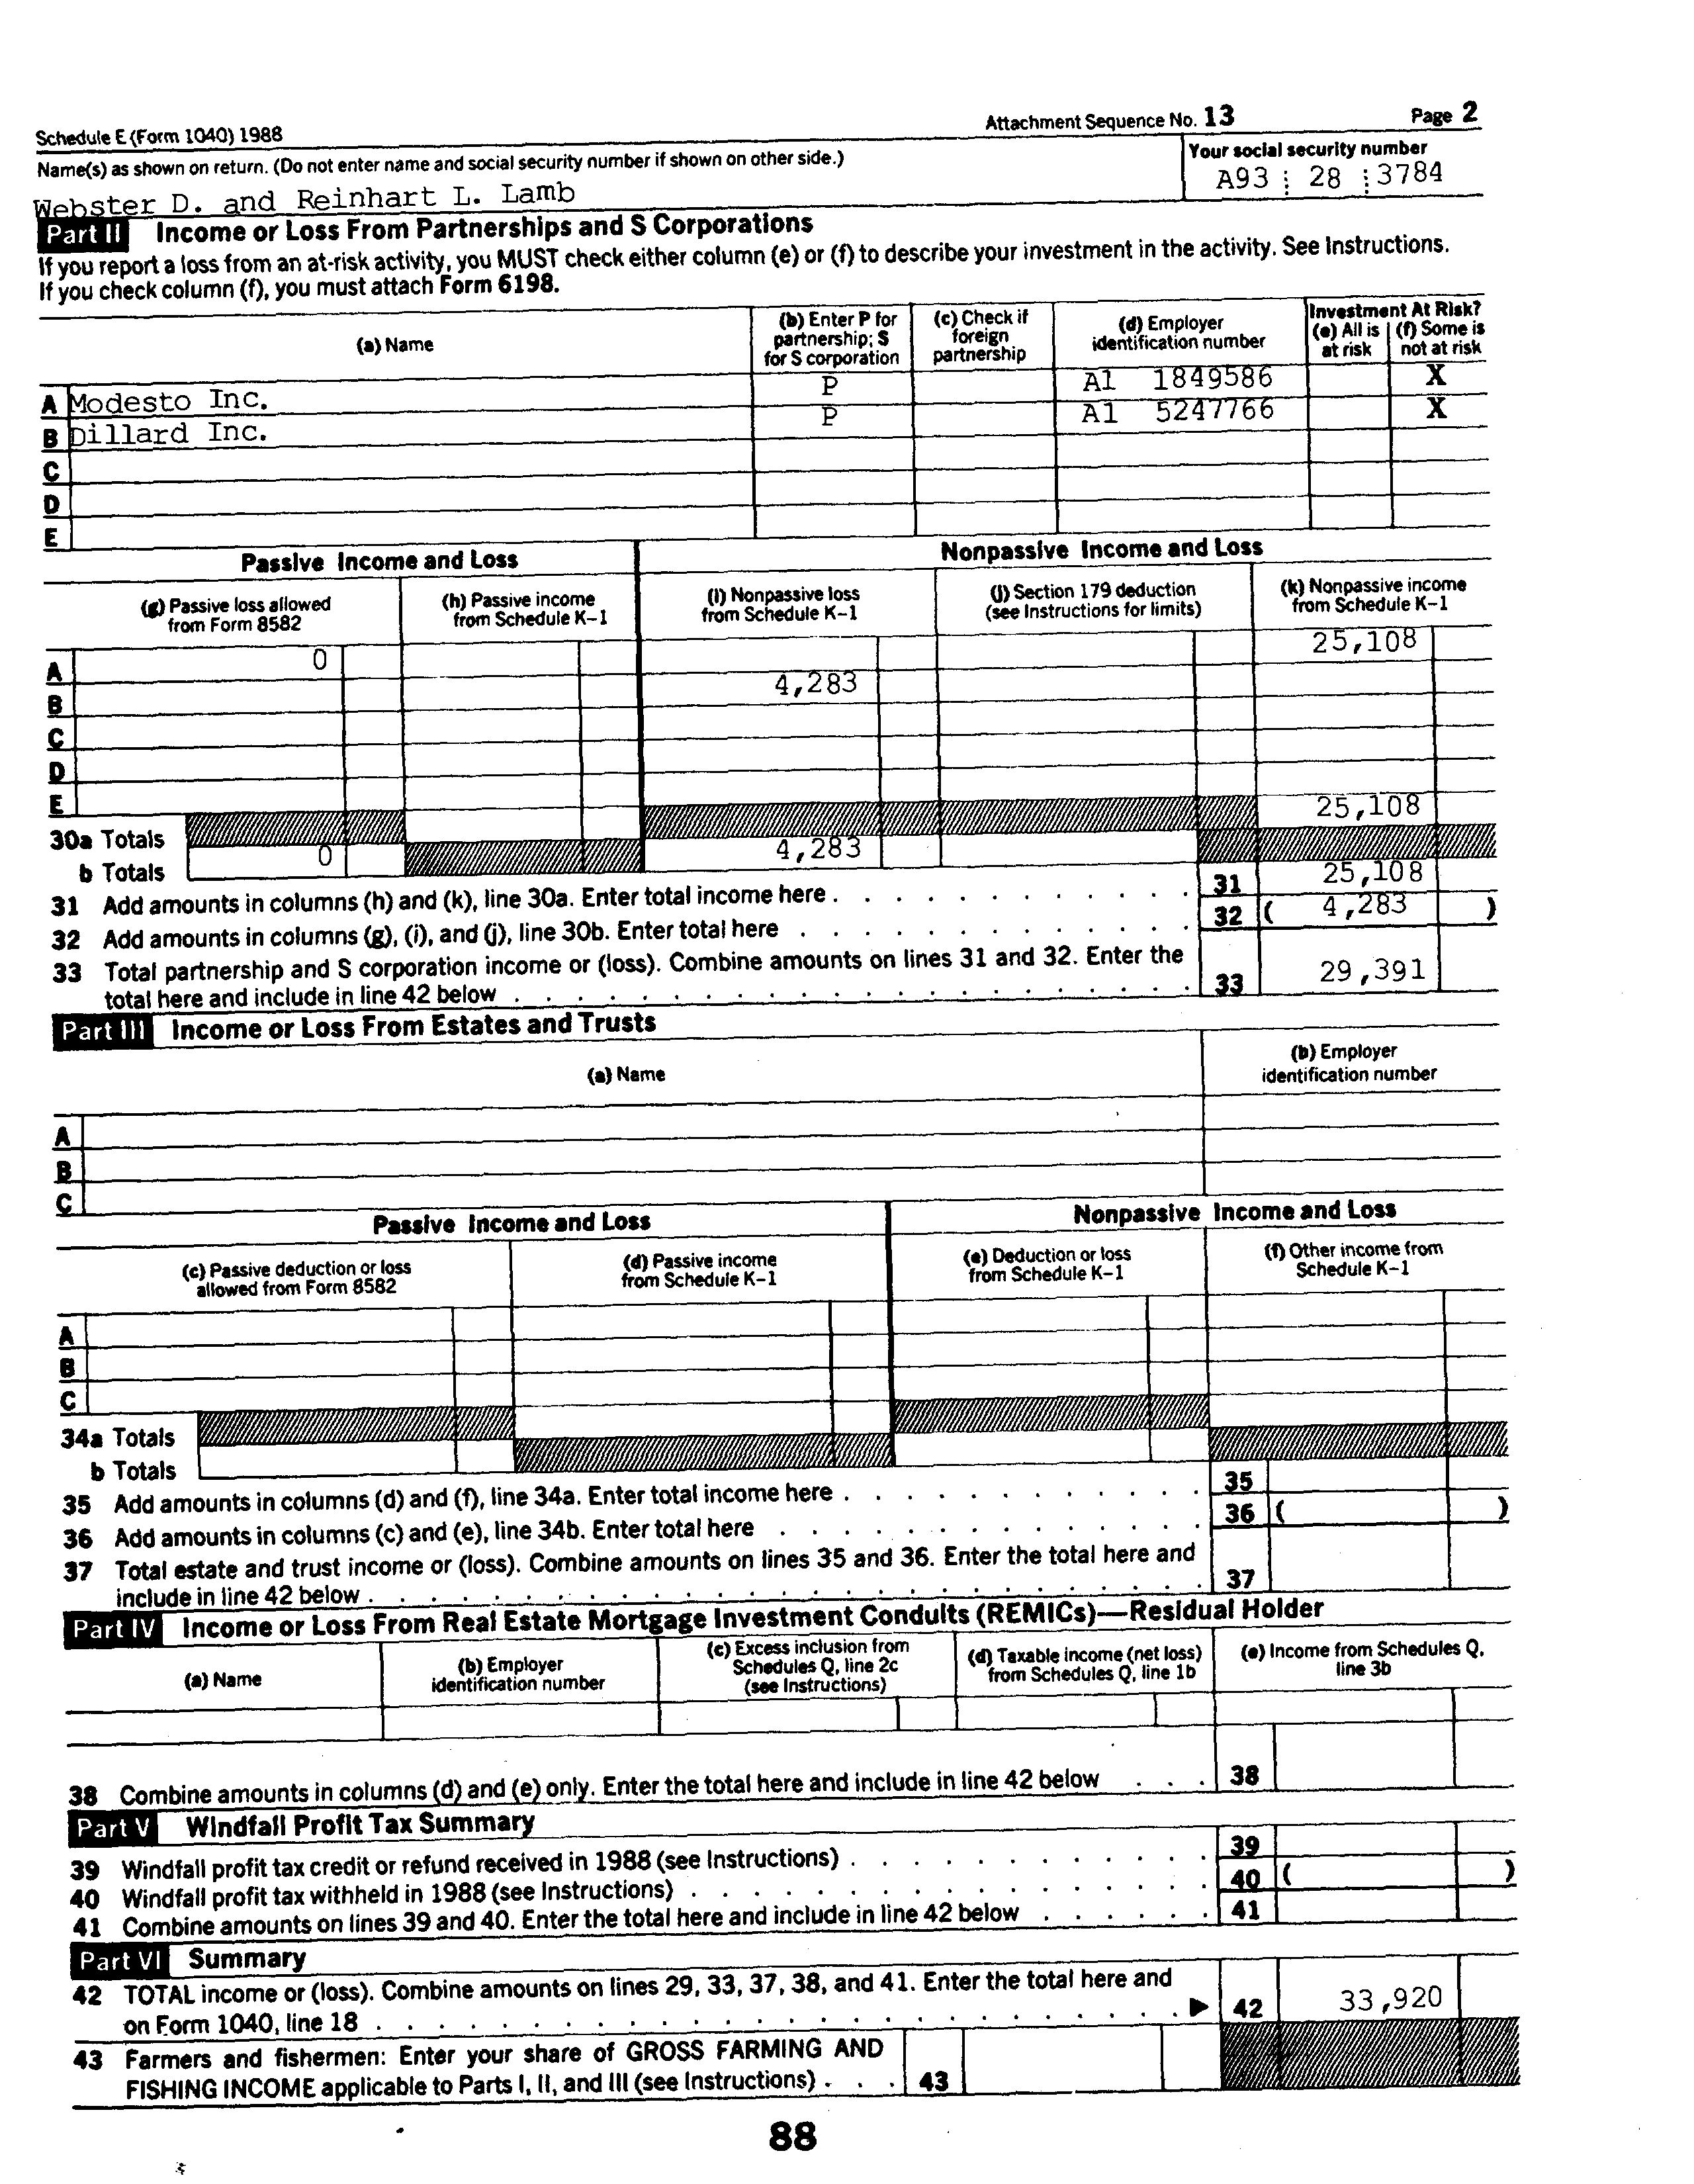 Schedule E (Form 1040) 1988 Attachment Sequence No. 13 Page 2
Name(s) as shown on return. (Do not enter name and social security number if shown on other side.) Your social security number
Webster D. and Reinhart L. Lamb A93 28 3784
Part II Income or Loss From Partnerships and S Corporations
If you report a loss from an at-risk activity, you MUST check either column (e) or (f) to describe your investment in the activity. See Instructions.
If you check column (f), you must attach Form 6198.
(a) Name
(b) Enter P for partnership; S for S corporation
(c) Check if foreign partnership
(d) Employer identification number
Investment At Risk?
(e) All is at risk
(f) Some is not at risk
A Modesto Inc. P A1 1849586 X
B Dillard Inc. P A1 5247766 X
C
D
E
Passive Income and Loss Nonpassive Income and Loss
(g) Passive loss allowed from Form 8582
(h) Passive income from Schedule K–1
(i) Nonpassive loss from Schedule K–1
(j) Section 179 deduction (see Instructions for limits)
(k) Nonpassive income from Schedule K–1
A 0 25,108
B 4,283
C
D
E
30a Totals 25,108
b Totals 0 4,283
31 Add amounts in columns (h) and (k), line 30a. Enter total income here 31 25,108
32 Add amounts in columns (g), (i), and (j), line 30b. Enter total here 32 ( 4,283 )
33 Total partnership and S corporation income or (loss). Combine amounts on lines 31 and 32. Enter the
total here and include in line 42 below 33 29,391
Part III Income or Loss From Estates and Trusts
(a) Name
(b) Employer identification number
A
B
C
Passive Income and Loss Nonpassive Income and Loss
(c) Passive deduction or loss allowed from Form 8582
(d) Passive income from Schedule K–1
(e) Deduction or loss from Schedule K–1
(f) Other income from Schedule K–1
A
B
C
34a Totals
b Totals
35 Add amounts in columns (d) and (f), line 34a. Enter total income here 35
36 Add amounts in columns (c) and (e), line 34b. Enter total here 36 ( )
37 Total estate and trust income or (loss). Combine amounts on lines 35 and 36. Enter the total here and
include in line 42 below 37
Part IV Income or Loss From Real Estate Mortgage Investment Conduits (REMICs)—Residual Holder
(a) Name
(b) Employer identification number
(c) Excess inclusion from Schedules Q, line 2c (see Instructions)
(d) Taxable income (net loss) from Schedules Q, line 1b
(e) Income from Schedules Q, line 3b
38 Combine amounts in columns (d) and (e) only. Enter the total here and include in line 42 below 38
Part V Windfall Profit Tax Summary
39 Windfall profit tax credit or refund received in 1988 (see Instructions) 39
40 Windfall profit tax withheld in 1988 (see Instructions) 40 ( )
41 Combine amounts on lines 39 and 40. Enter the total here and include in line 42 below 41
Part VI Summary
42 TOTAL income or (loss). Combine amounts on lines 29, 33, 37, 38, and 41. Enter the total here and
on Form 1040, line 18 ▶ 42 33,920
43 Farmers and fishermen: Enter your share of GROSS FARMING AND
FISHING INCOME applicable to Parts I, II, and III (see Instructions) 43
88